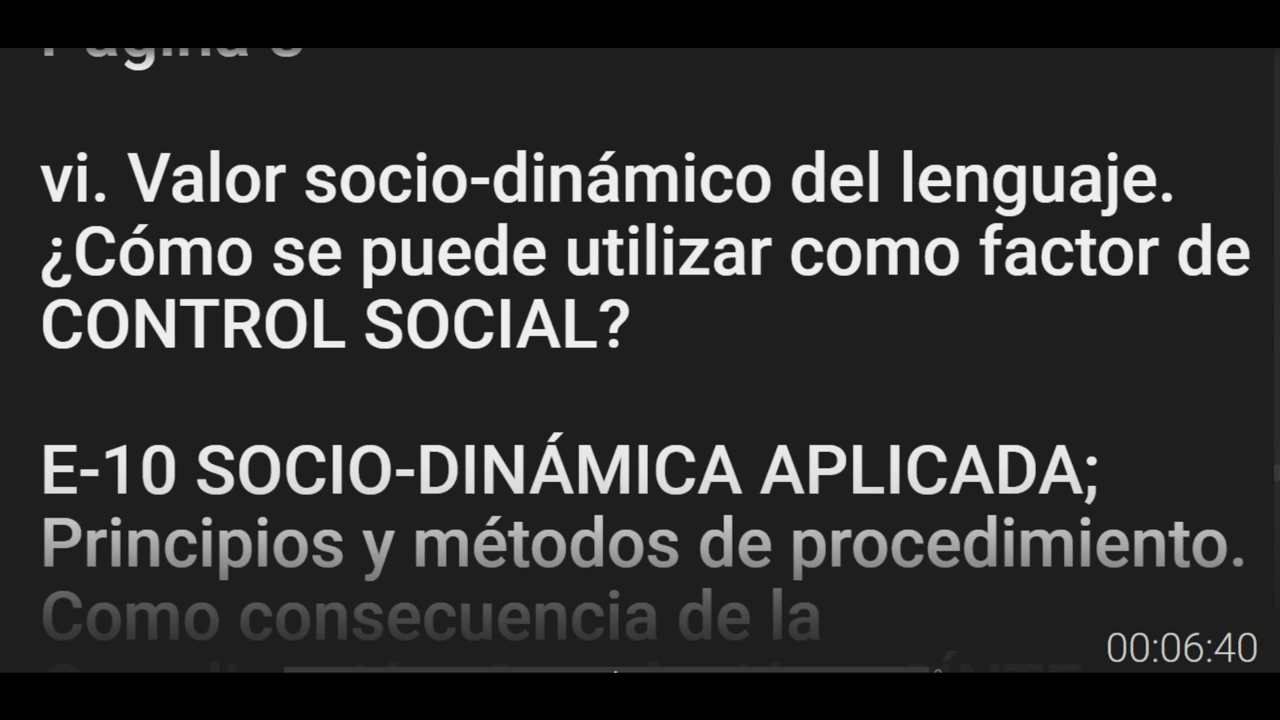 Página
vi. Valor socio-dinámico del lenguaje.
¿Cómo se puede utilizar como factor de
CONTROL SOCIAL?
E-10 SOCIO-DINÁMICA APLICADA;
Principios y métodos de procedimiento.
Como consecuencia de la
00:06:40